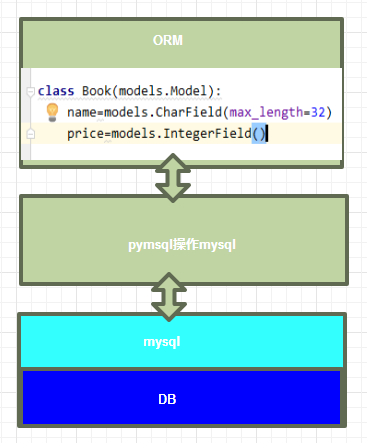 ORM
class Book(models.Model):
name=models.CharField(max_length=32)
price=models.IntegerField()
pymsql操作mysql
mysql
DB